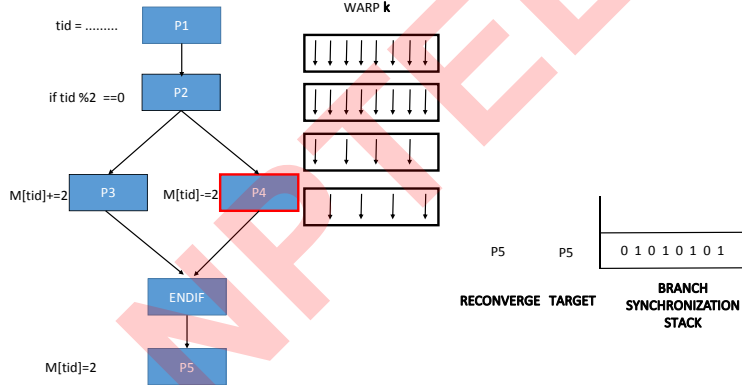 WARP k
tid = .........
P1
if tid %2 ==0
P2
M[tid]+=2
P3
M[tid]-=2
P4
P5
P5
0 1 0 1 0 1 0 1
RECONVERGE
TARGET
BRANCH
SYNCHRONIZATION
STACK
ENDIF
M[tid]=2
P5
NPTEL